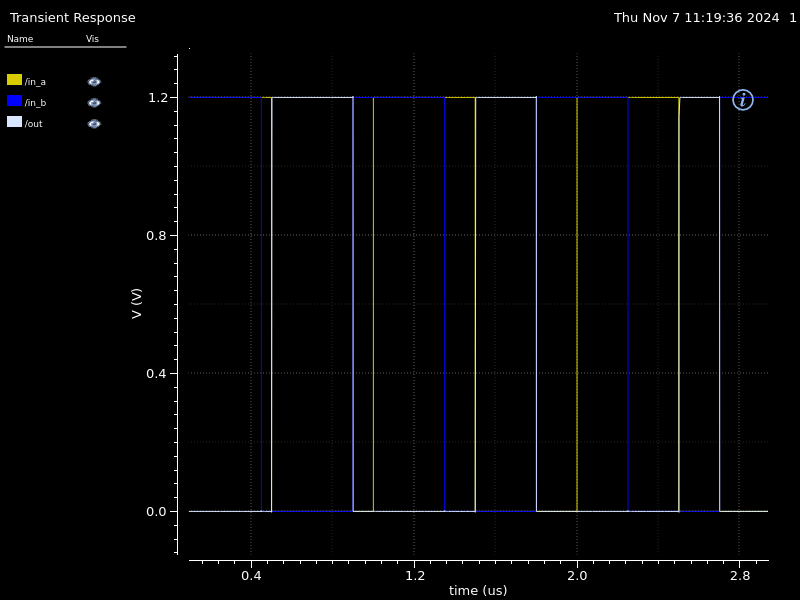 Transient Response
Thu Nov 7 11:19:36 2024 1
Name Vis
/in_a
/in_b
/out
1.2
0.8
0.4
0.0
V (V)
0.4 1.2 2.0 2.8
time (us)
i